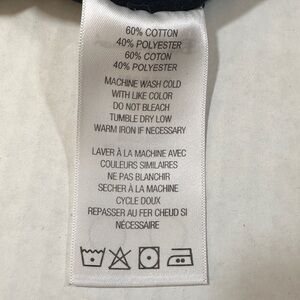 60% COTTON
40% POLYESTER
60% COTON
40% POLYESTER
MACHINE WASH COLD
WITH LIKE COLOR
DO NOT BLEACH
TUMBLE DRY LOW
WARM IRON IF NECESSARY
LAVER À LA MACHINE AVEC
COULEURS SIMILAIRES
NE PAS BLANCHIR
SECHER À LA MACHINE
CYCLE DOUX
REPASSER AU FER CHEUD SI
NÉCESSAIRE